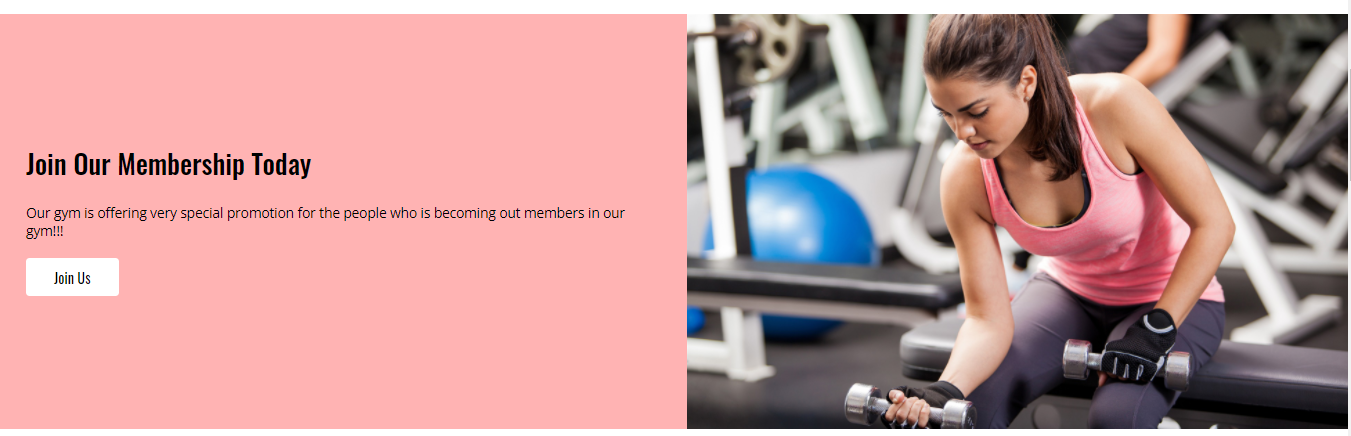 Join Our Membership Today
Our gym is offering very special promotion for the people who is becoming out members in our
gym!!!
Join Us